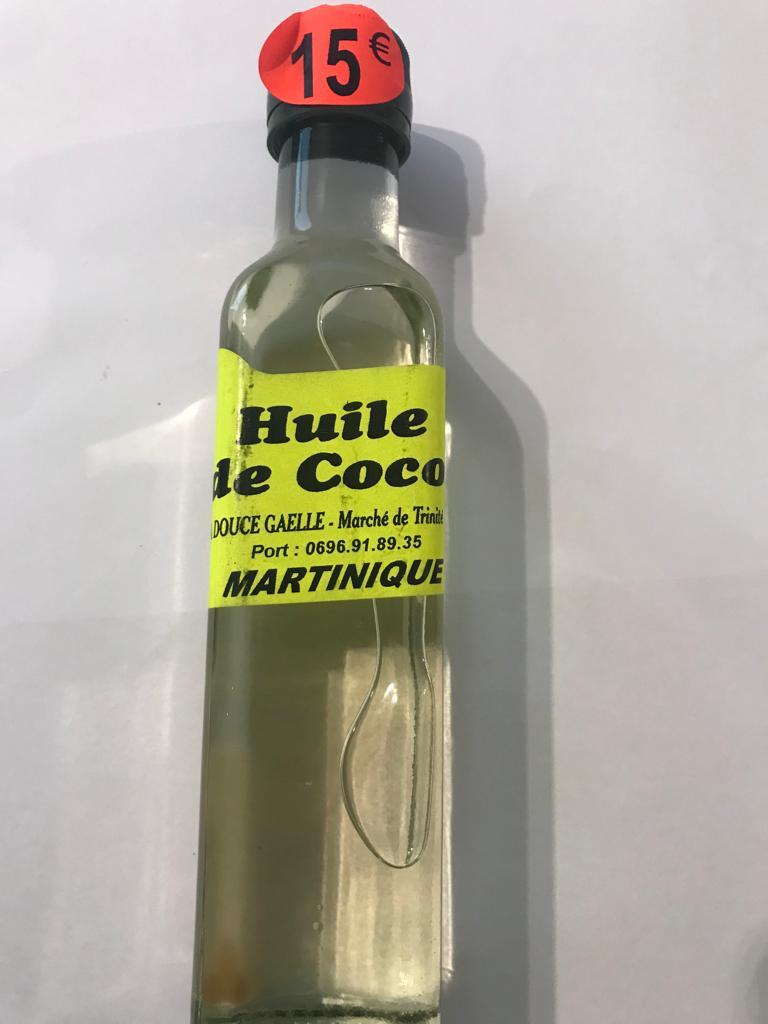 15€
Huile
de Coco
DOUCE GAELLE - Marché de Trinité
Port : 0696.91.89.35
MARTINIQUE